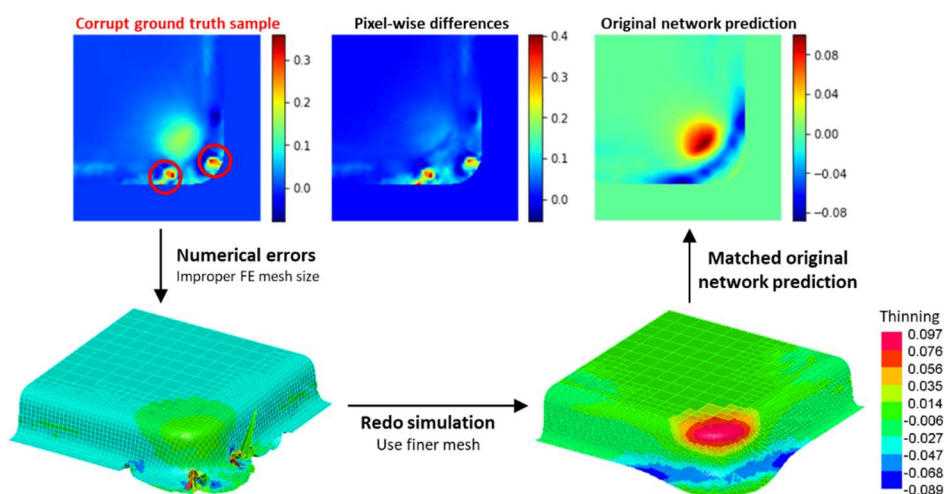 Corrupt ground truth sample
Pixel-wise differences
Original network prediction
0.3
0.2
0.1
0.0
0.4
0.3
0.2
0.1
0.0
0.08
0.04
0.00
−0.04
−0.08
Numerical errors
Improper FE mesh size
Matched original
network prediction
Redo simulation
Use finer mesh
Thinning
0.097
0.076
0.056
0.035
0.014
-0.006
-0.027
-0.047
-0.068
-0.089